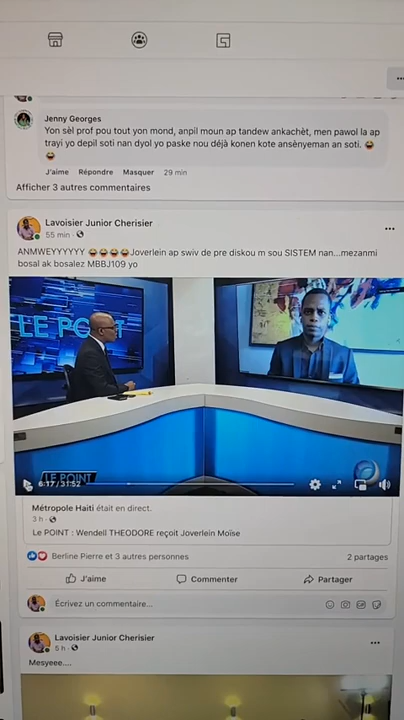 Jenny Georges
Yon sèl prof pou tout yon mond, anpil moun ap tandew ankachèt, men pawol la ap
trayi yo depil soti nan dyol yo paske nou déjà konen kote ansènyeman an soti. 😂
😂
J'aime Répondre Masquer 29 min
Afficher 3 autres commentaires
Lavoisier Junior Cherisier
55 min
ANMWEYYYYYY 😂😂😂😂Joverlein ap swiv de pre diskou m sou SISTEM nan...mezanmi
bosal ak bosalez MBBJ109 yo
LE POINT
LE POINT
6:17 / 31:52
Métropole Haiti était en direct.
3 h
Le POINT : Wendell THEODORE reçoit Joverlein Moïse
Berline Pierre et 3 autres personnes 2 partages
J'aime Commenter Partager
Écrivez un commentaire...
Lavoisier Junior Cherisier
5 h
Mesyeee....